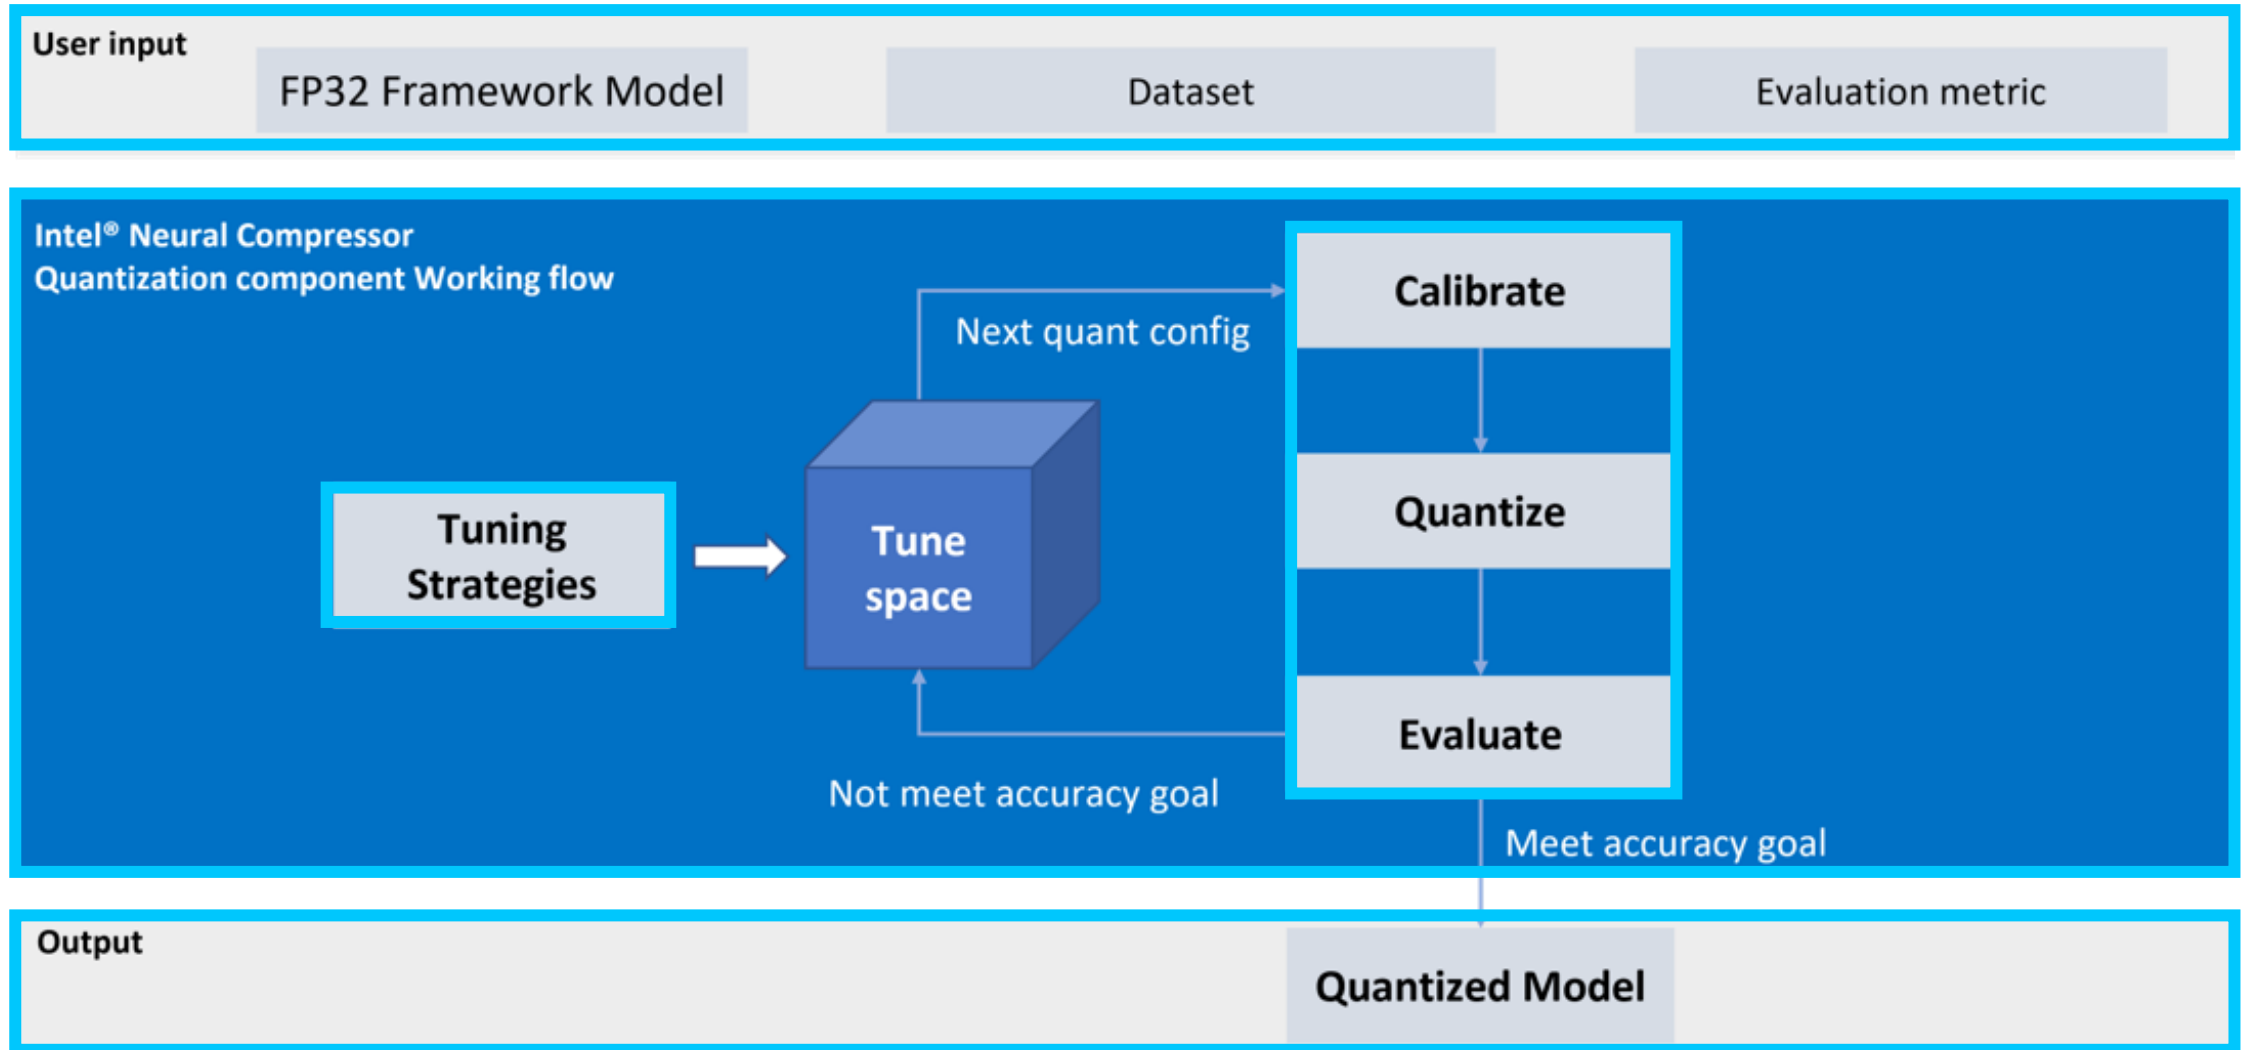 User input
FP32 Framework Model
Dataset
Evaluation metric
Intel® Neural Compressor
Quantization component Working flow
Calibrate
Next quant config
Quantize
Tuning
Strategies
Tune
space
Evaluate
Not meet accuracy goal
Meet accuracy goal
Output
Quantized Model